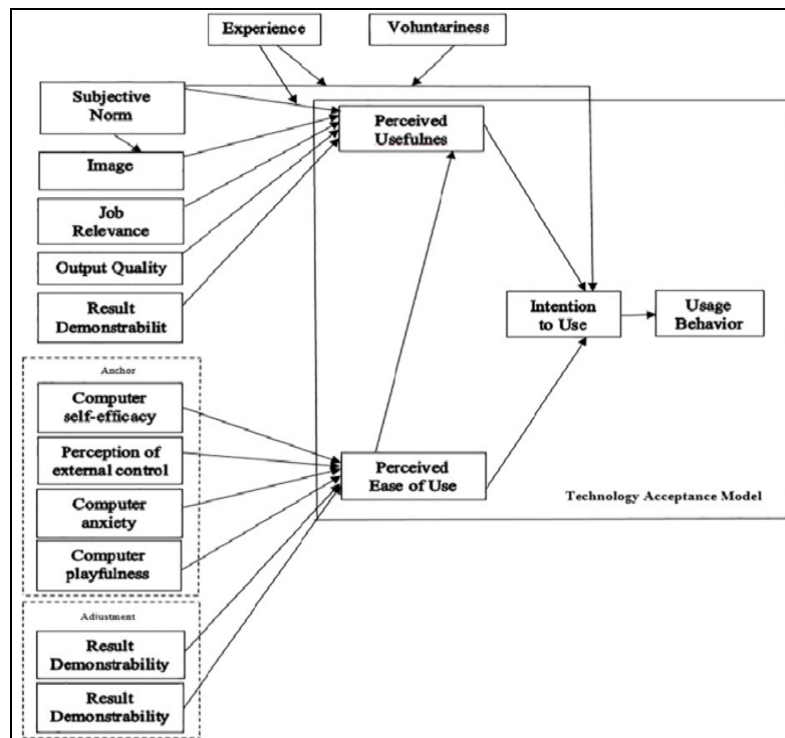 Experience
Voluntariness
Subjective
Norm
Perceived
Usefulnes
Image
Job
Relevance
Output Quality
Result
Demonstrabilit
Intention
to Use
Usage
Behavior
Anchor
Computer
self-efficacy
Perception of
external control
Computer
anxiety
Computer
playfulness
Perceived
Ease of Use
Technology Acceptance Model
Adjustment
Result
Demonstrability
Result
Demonstrability